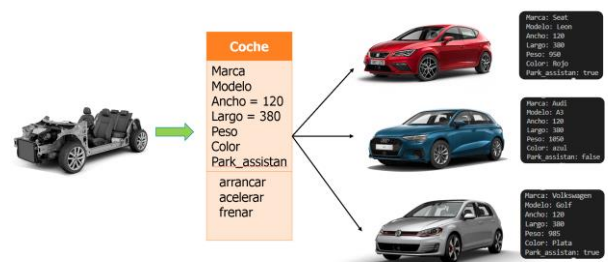 Coche
Marca
Modelo
Ancho = 120
Largo = 380
Peso
Color
Park_assistan
arrancar
acelerar
frenar
Marca: Seat
Modelo: Leon
Ancho: 120
Largo: 380
Peso: 950
Color: Rojo
Park_assistan: true
Marca: Audi
Modelo: A3
Ancho: 120
Largo: 380
Peso: 1050
Color: azul
Park_assistan: false
Marca: Volkswagen
Modelo: Golf
Ancho: 120
Largo: 380
Peso: 985
Color: Plata
Park_assistan: true